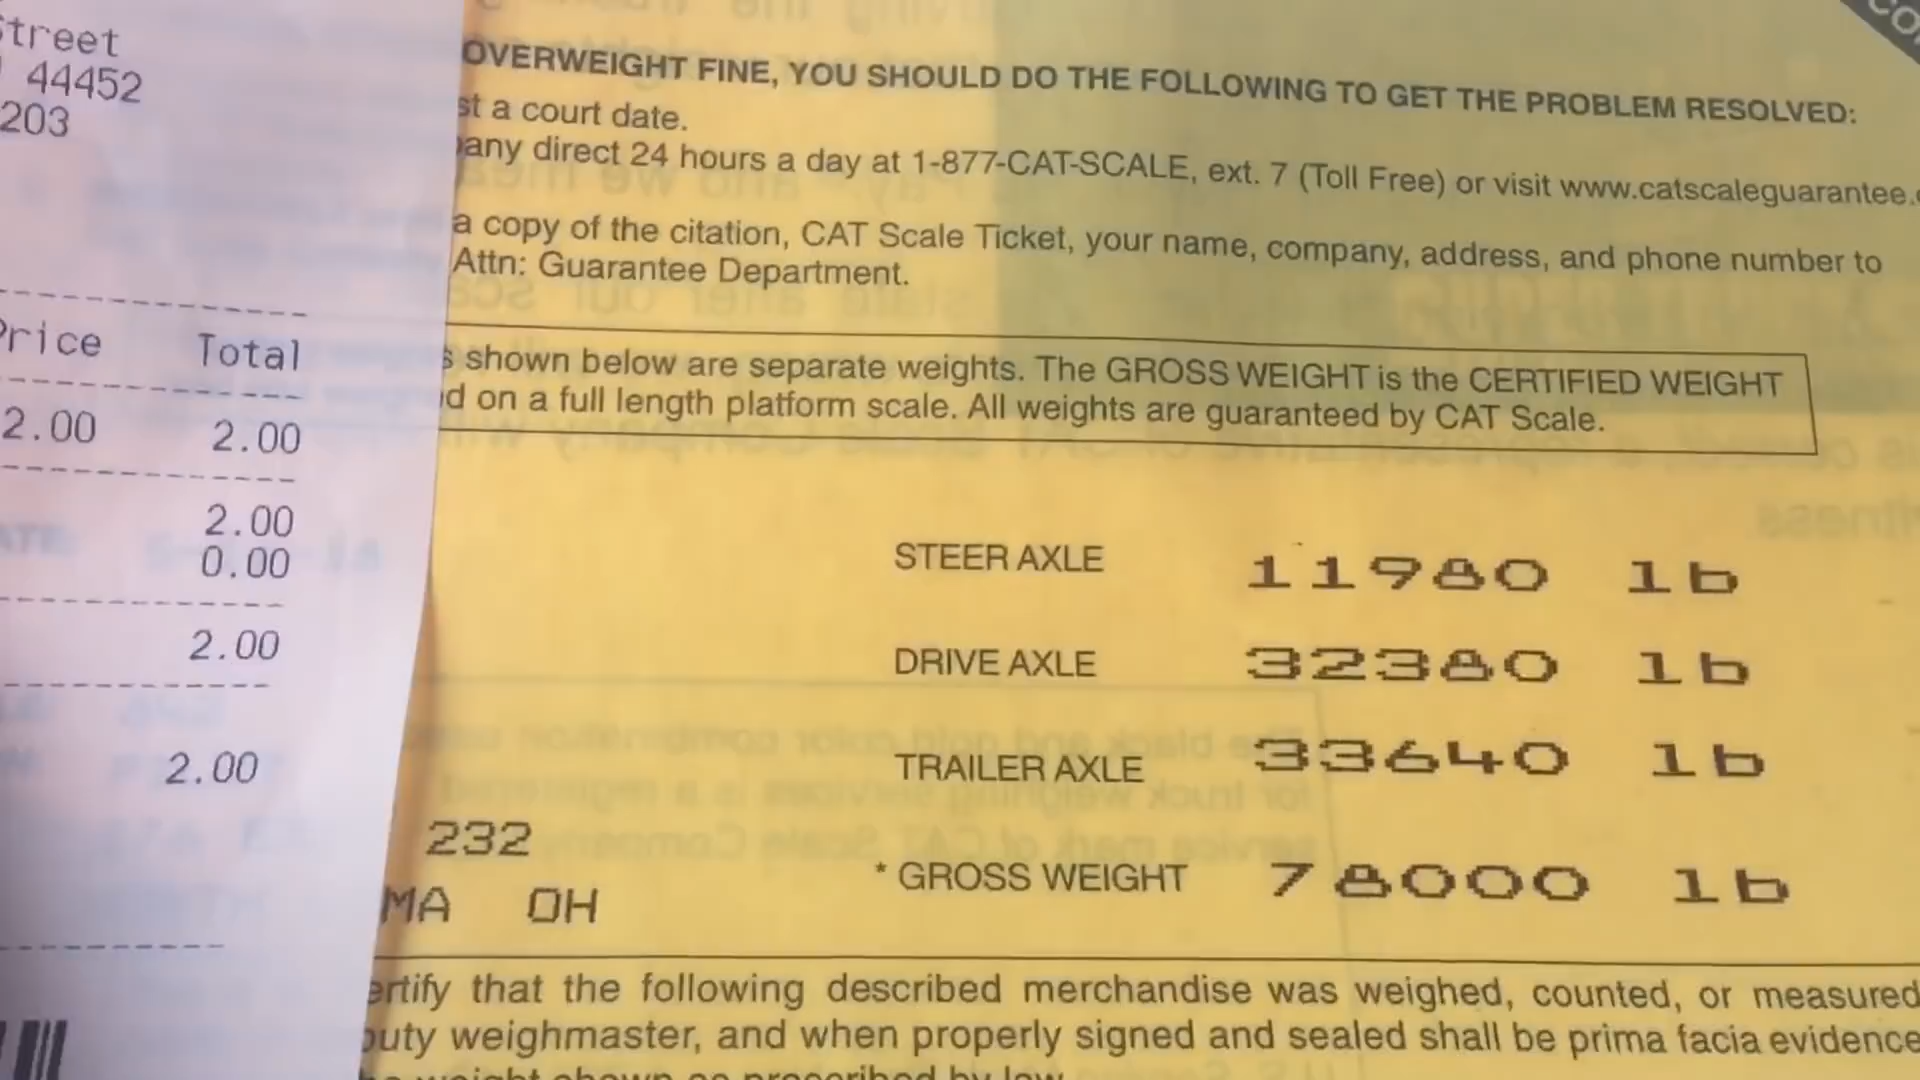 treet
44452
203
Price Total
2.00 2.00
2.00
0.00
2.00
2.00
OVERWEIGHT FINE, YOU SHOULD DO THE FOLLOWING TO GET THE PROBLEM RESOLVED:
st a court date.
any direct 24 hours a day at 1-877-CAT-SCALE, ext. 7 (Toll Free) or visit www.catscaleguarantee.
a copy of the citation, CAT Scale Ticket, your name, company, address, and phone number to
Attn: Guarantee Department.
s shown below are separate weights. The GROSS WEIGHT is the CERTIFIED WEIGHT
d on a full length platform scale. All weights are guaranteed by CAT Scale.
STEER AXLE 11980 lb
DRIVE AXLE 32380 lb
TRAILER AXLE 33640 lb
232
* GROSS WEIGHT 78000 lb
MA OH
ertify that the following described merchandise was weighed, counted, or measured
puty weighmaster, and when properly signed and sealed shall be prima facia evidence
weight shown as prescribed by law